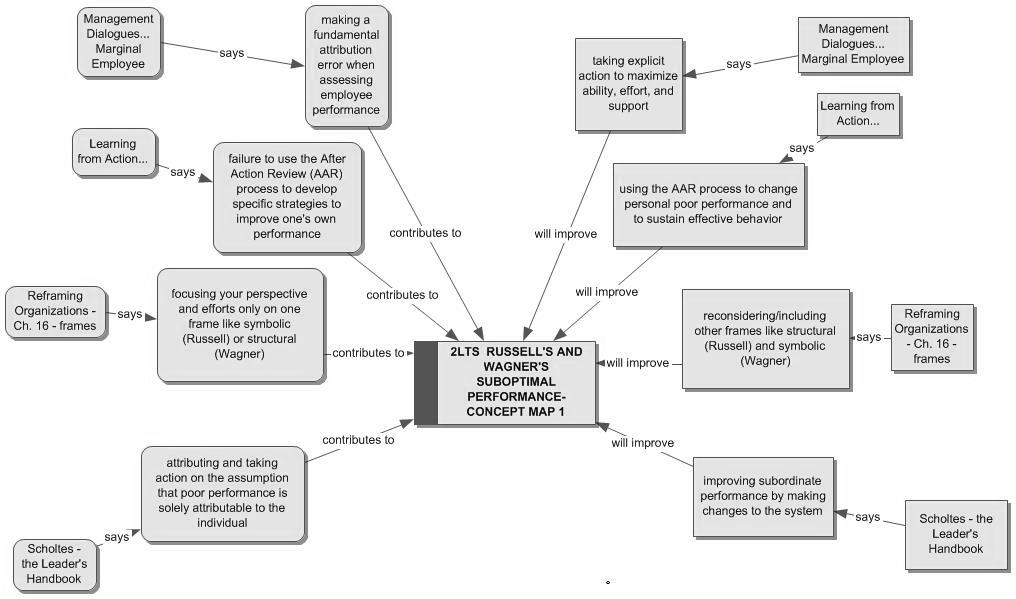 Management
Dialogues...
Marginal
Employee
says
making a
fundamental
attribution
error when
assessing
employee
performance
contributes to
Learning
from Action...
says
failure to use the After
Action Review (AAR)
process to develop
specific strategies to
improve one's own
performance
contributes to
Reframing
Organizations -
Ch. 16 - frames
says
focusing your perspective
and efforts only on one
frame like symbolic
(Russell) or structural
(Wagner)
contributes to
Scholtes -
the Leader's
Handbook
says
attributing and taking
action on the assumption
that poor performance is
solely attributable to the
individual
contributes to
2LTS RUSSELL'S AND
WAGNER'S
SUBOPTIMAL
PERFORMANCE-
CONCEPT MAP 1
Management
Dialogues...
Marginal Employee
says
taking explicit
action to maximize
ability, effort, and
support
will improve
Learning from
Action...
says
using the AAR process to change
personal poor performance and
to sustain effective behavior
will improve
Reframing
Organizations
- Ch. 16 -
frames
says
reconsidering/including
other frames like structural
(Russell) and symbolic
(Wagner)
will improve
Scholtes - the
Leader's
Handbook
says
improving subordinate
performance by making
changes to the system
will improve